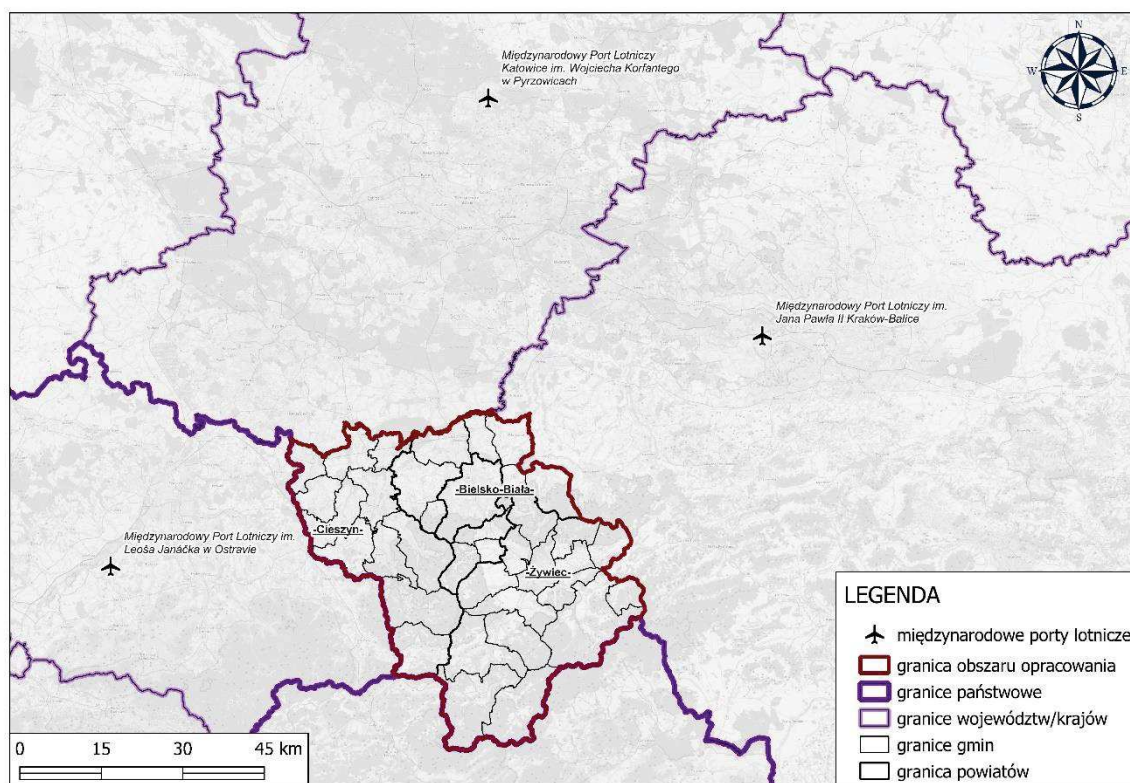 Międzynarodowy Port Lotniczy
Katowice im. Wojciecha Korfantego
w Pyrzowicach
N
W
E
S
Międzynarodowy Port Lotniczy im.
Jana Pawła II Kraków-Balice
-Bielsko-Biała-
-Cieszyn-
Międzynarodowy Port Lotniczy im.
Leoša Janáčka w Ostravie
-Żywiec-
LEGENDA
międzynarodowe porty lotnicze
granica obszaru opracowania
granice państwowe
granice województw/krajów
granice gmin
granica powiatów
0 15 30 45 km